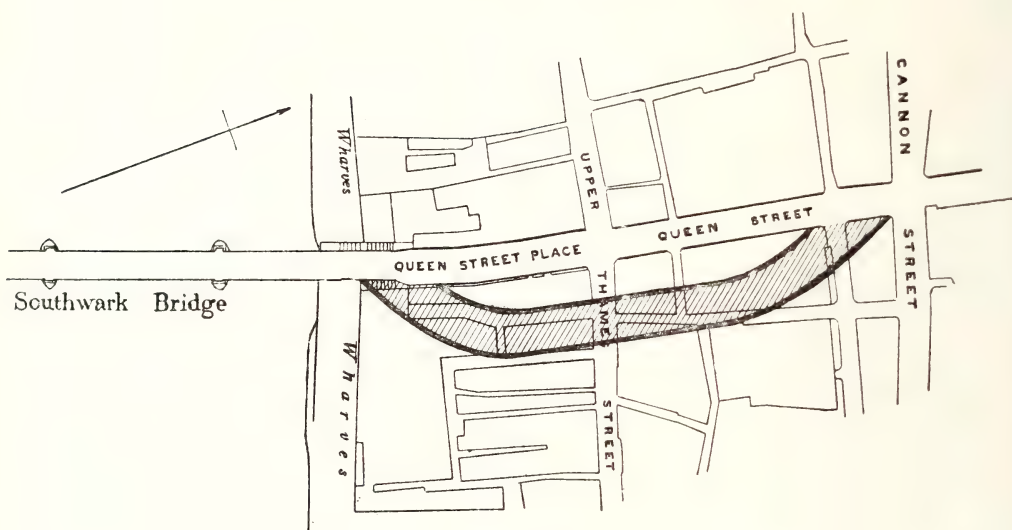 CANNON
STREET
Wharves
UPPER
THAMES
STREET
QUEEN STREET
QUEEN STREET PLACE
Southwark Bridge
Wharves